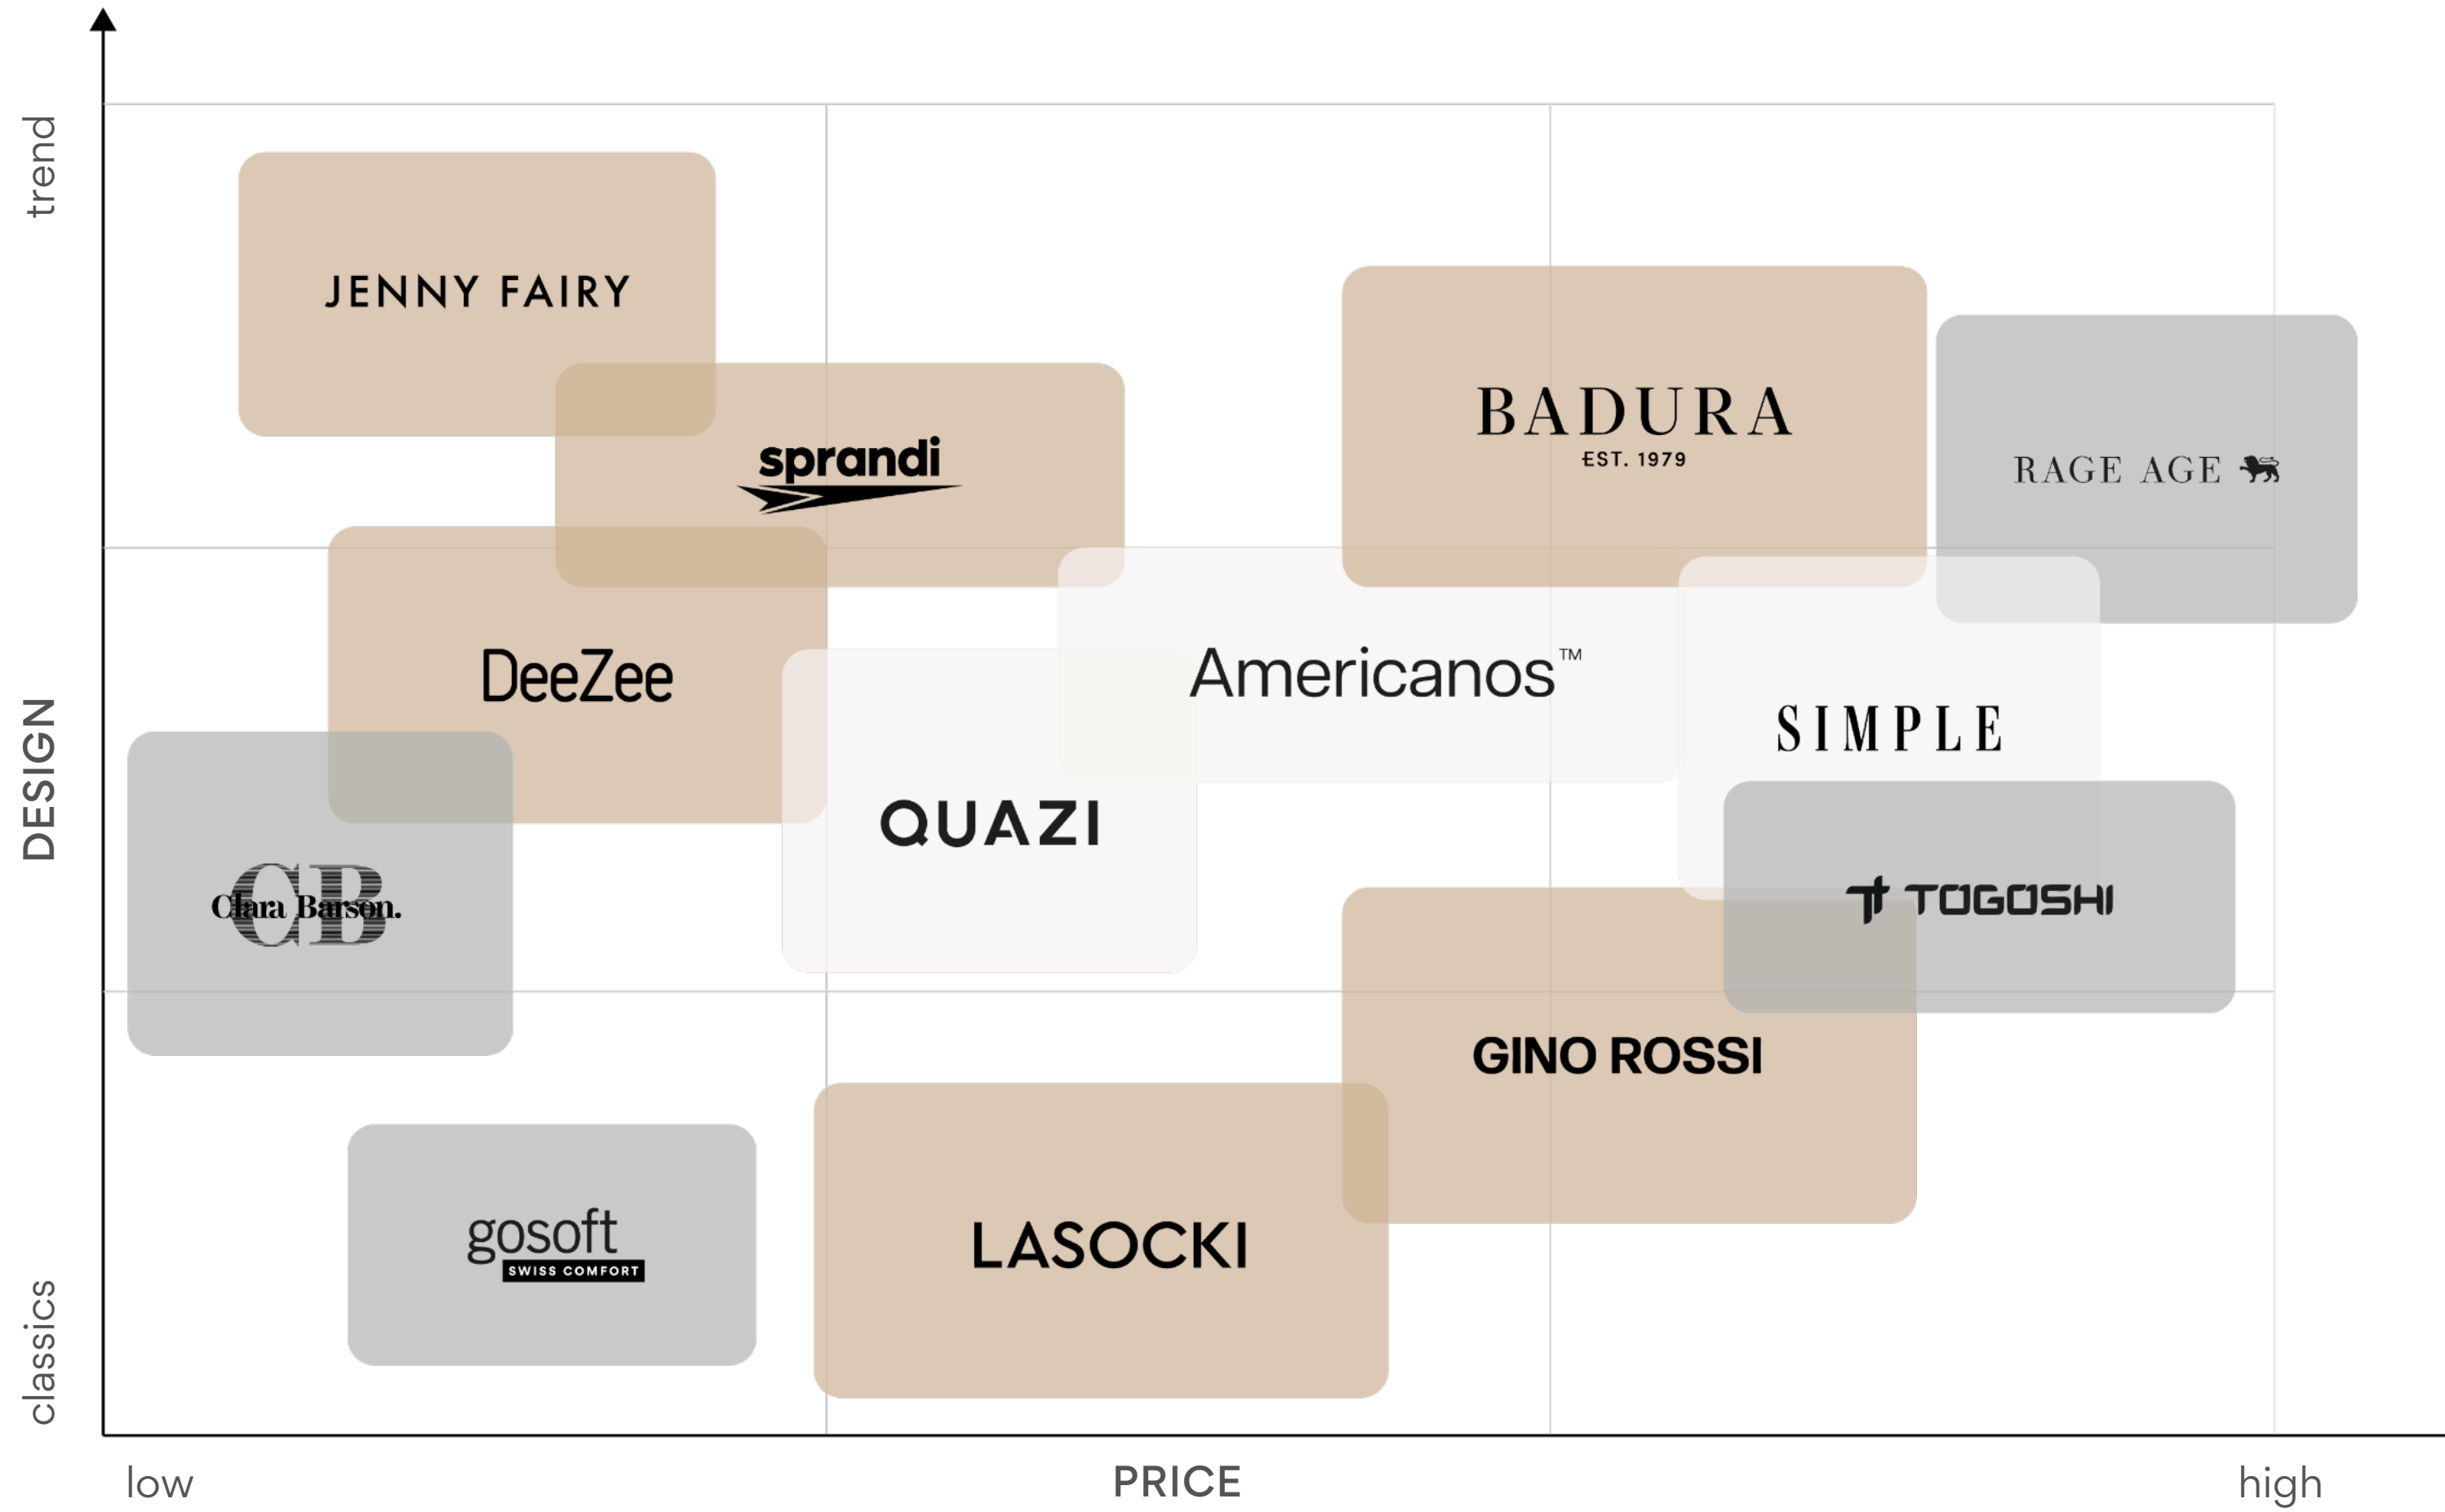 trend
JENNY FAIRY
sprandi
BADURA
EST. 1979
RAGE AGE
DeeZee
Americanos™
SIMPLE
QUAZI
DESIGN
CB
Clara Barson.
TOGOSHI
GINO ROSSI
gosoft
SWISS COMFORT
LASOCKI
classics
low
PRICE
high